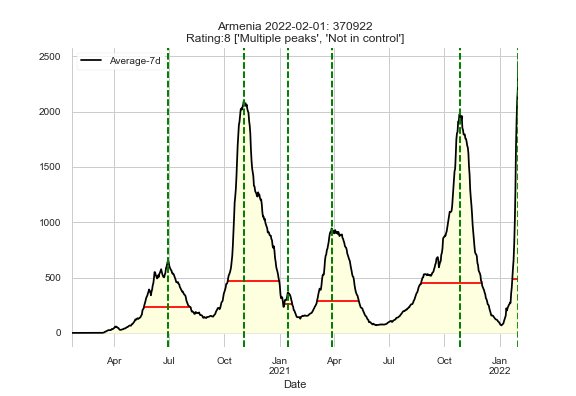 Armenia 2022-02-01: 370922
Rating:8 ['Multiple peaks', 'Not in control']
Average-7d
2500
2000
1500
1000
500
0
Apr Jul Oct Jan Apr Jul Oct Jan
2021 2022
Date